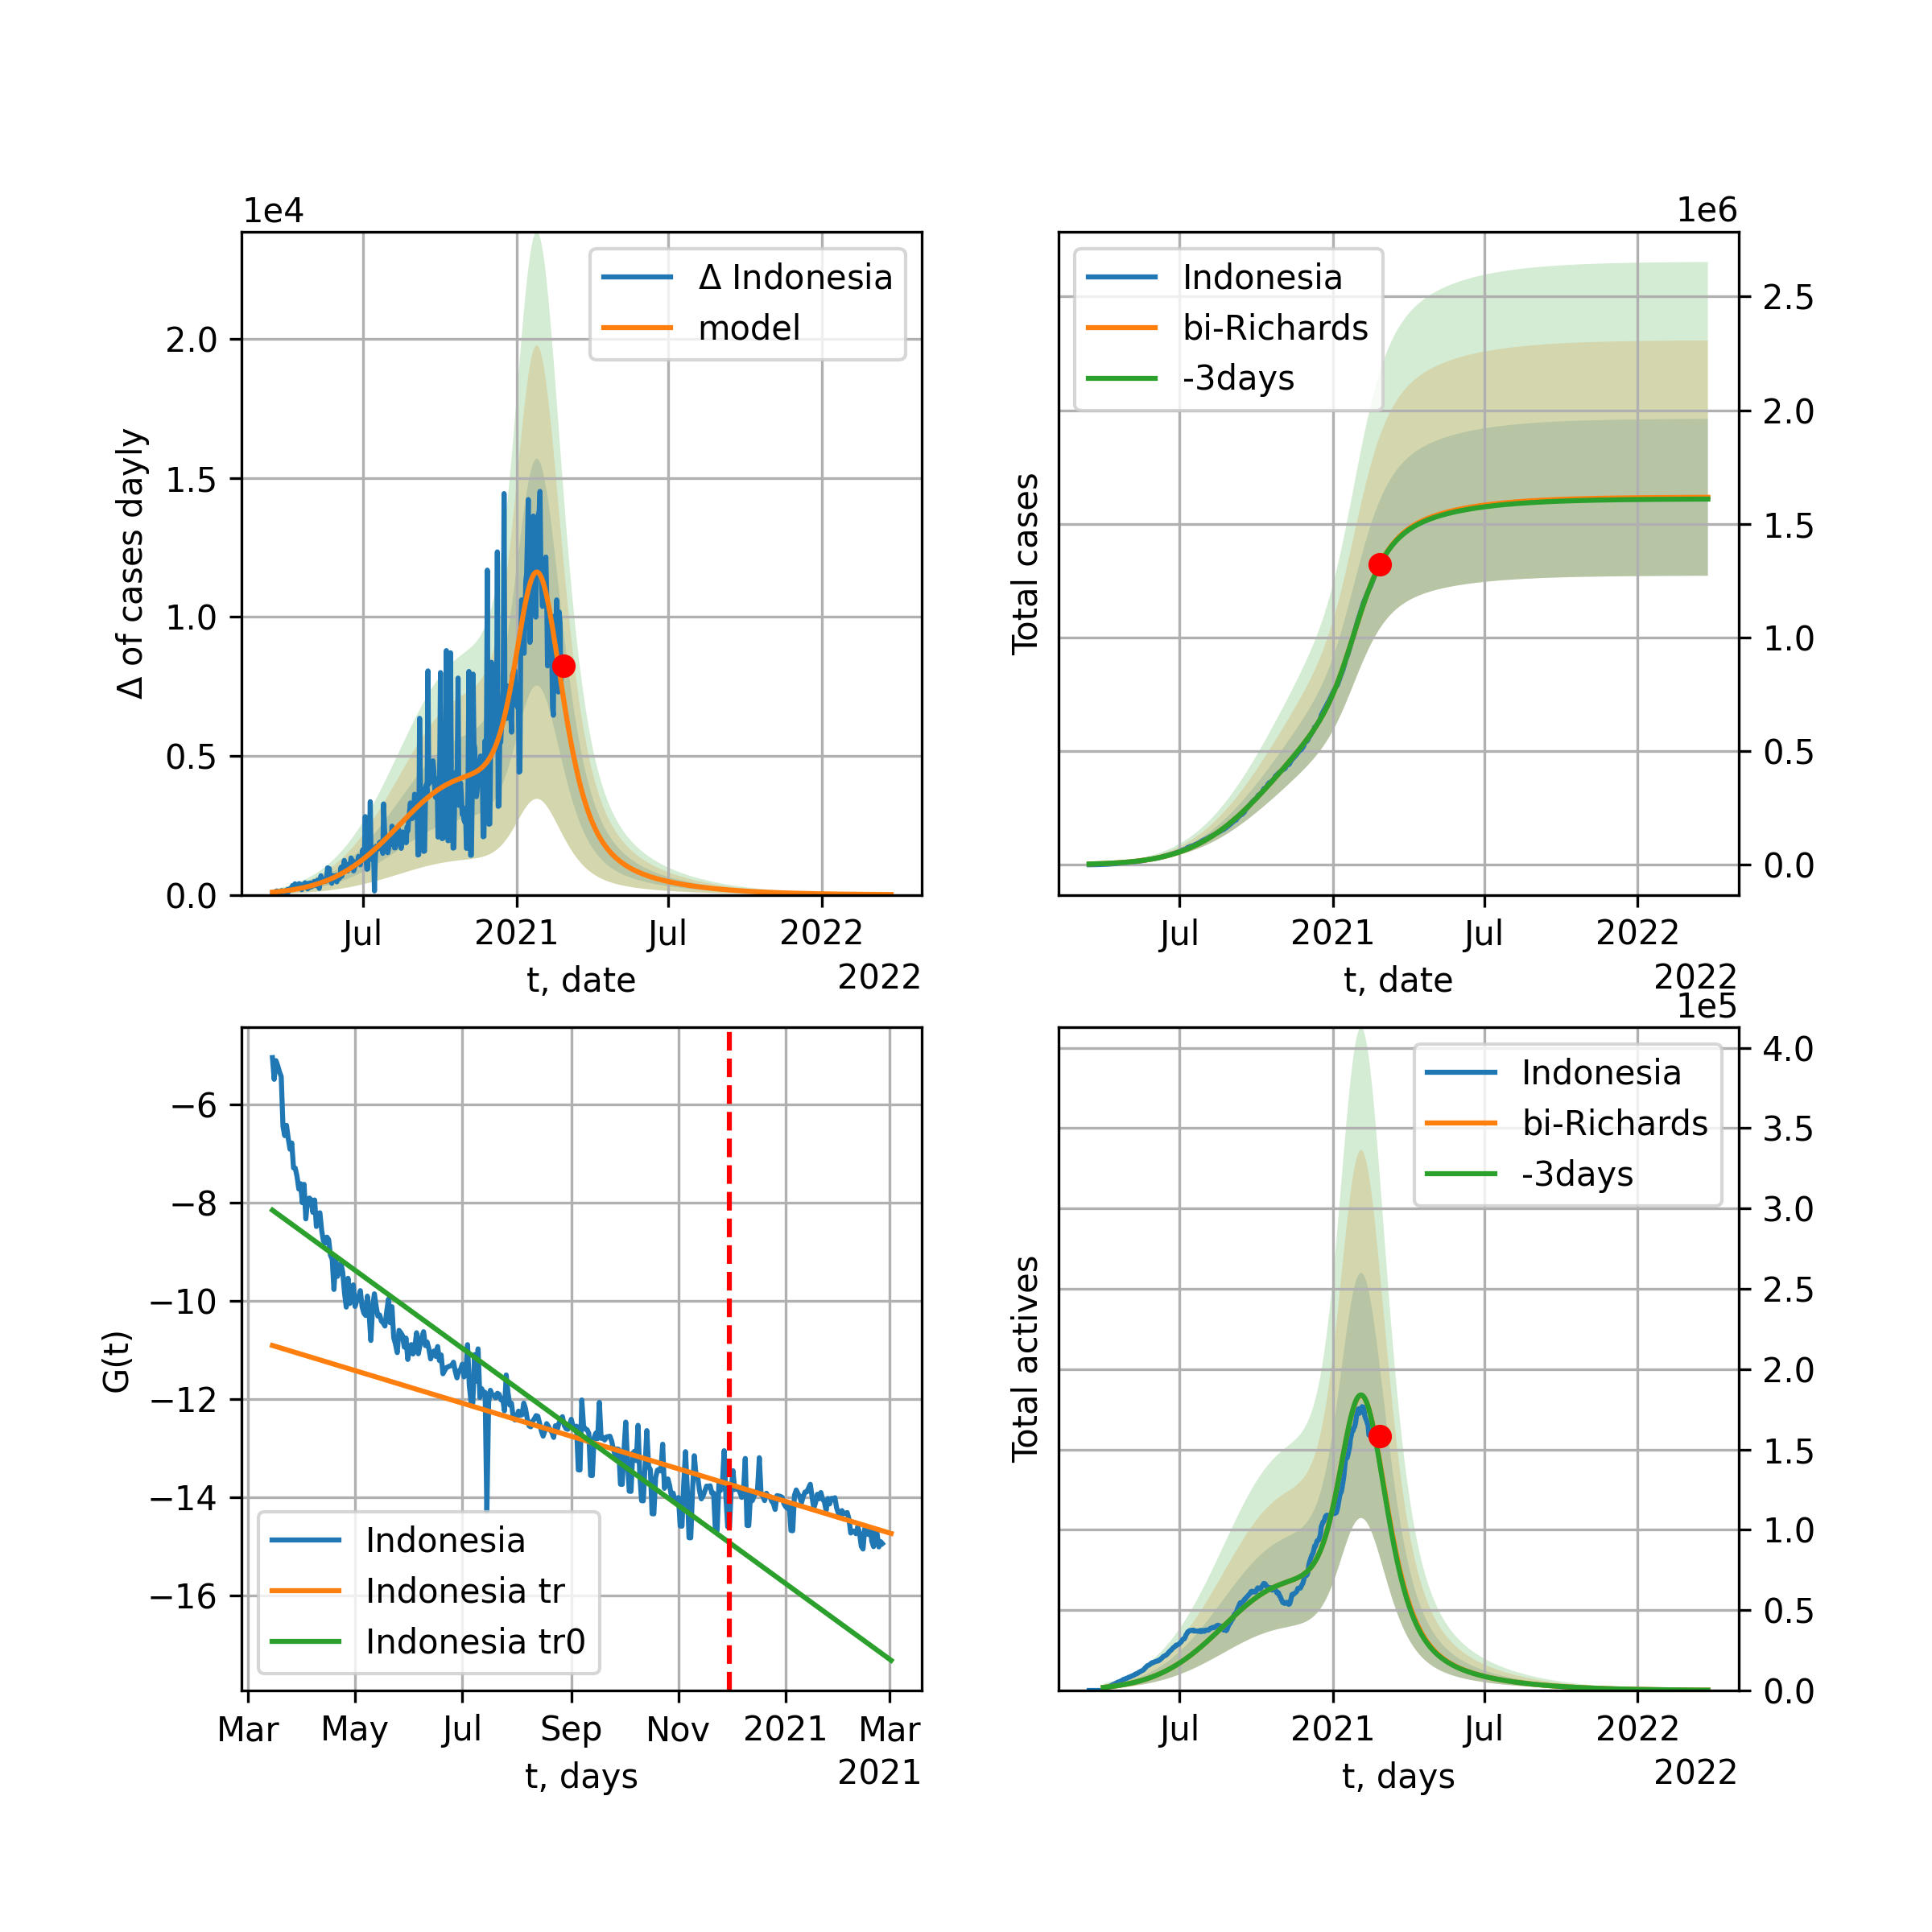 1e4
Δ Indonesia
model
2.0
1.5
1.0
0.5
0.0
Δ of cases dayly
Jul
2021
Jul
2022
t, date
2022
1e6
Indonesia
bi-Richards
-3days
Total cases
2.5
2.0
1.5
1.0
0.5
0.0
Jul
2021
Jul
2022
t, date
2022
G(t)
−6
−8
−10
−12
−14
−16
Indonesia
Indonesia tr
Indonesia tr0
Mar
May
Jul
Sep
Nov
2021
Mar
t, days
2021
1e5
Indonesia
bi-Richards
-3days
Total actives
4.0
3.5
3.0
2.5
2.0
1.5
1.0
0.5
0.0
Jul
2021
Jul
2022
t, days
2022